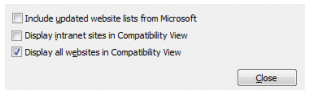 Include updated website lists from Microsoft
Display intranet sites in Compatibility View
Display all websites in Compatibility View
Close